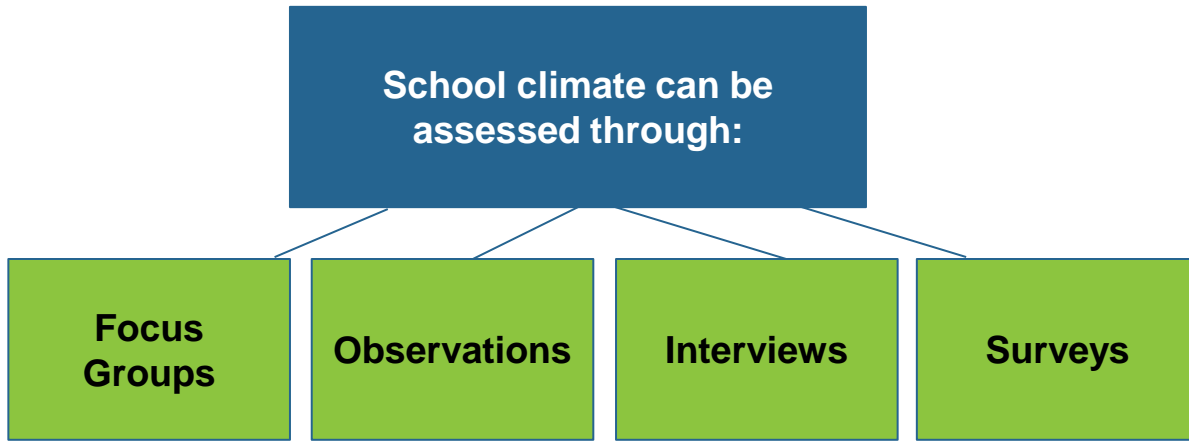 School climate can be
assessed through:
Focus
Groups
Observations
Interviews
Surveys